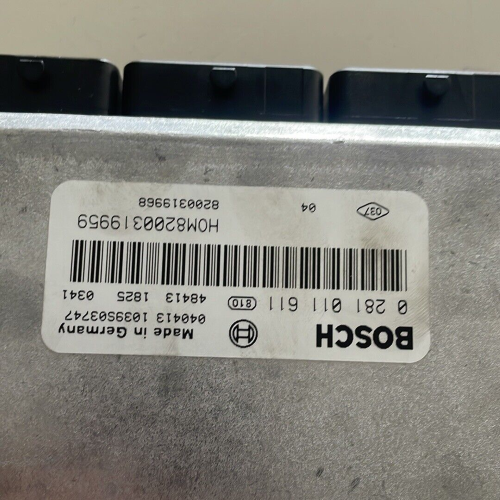 BOSCH
Made in Germany
040413 1039S03747
0 281 011 611 810 48413 1825 0341
HOM8200319959
037 04 8200319968